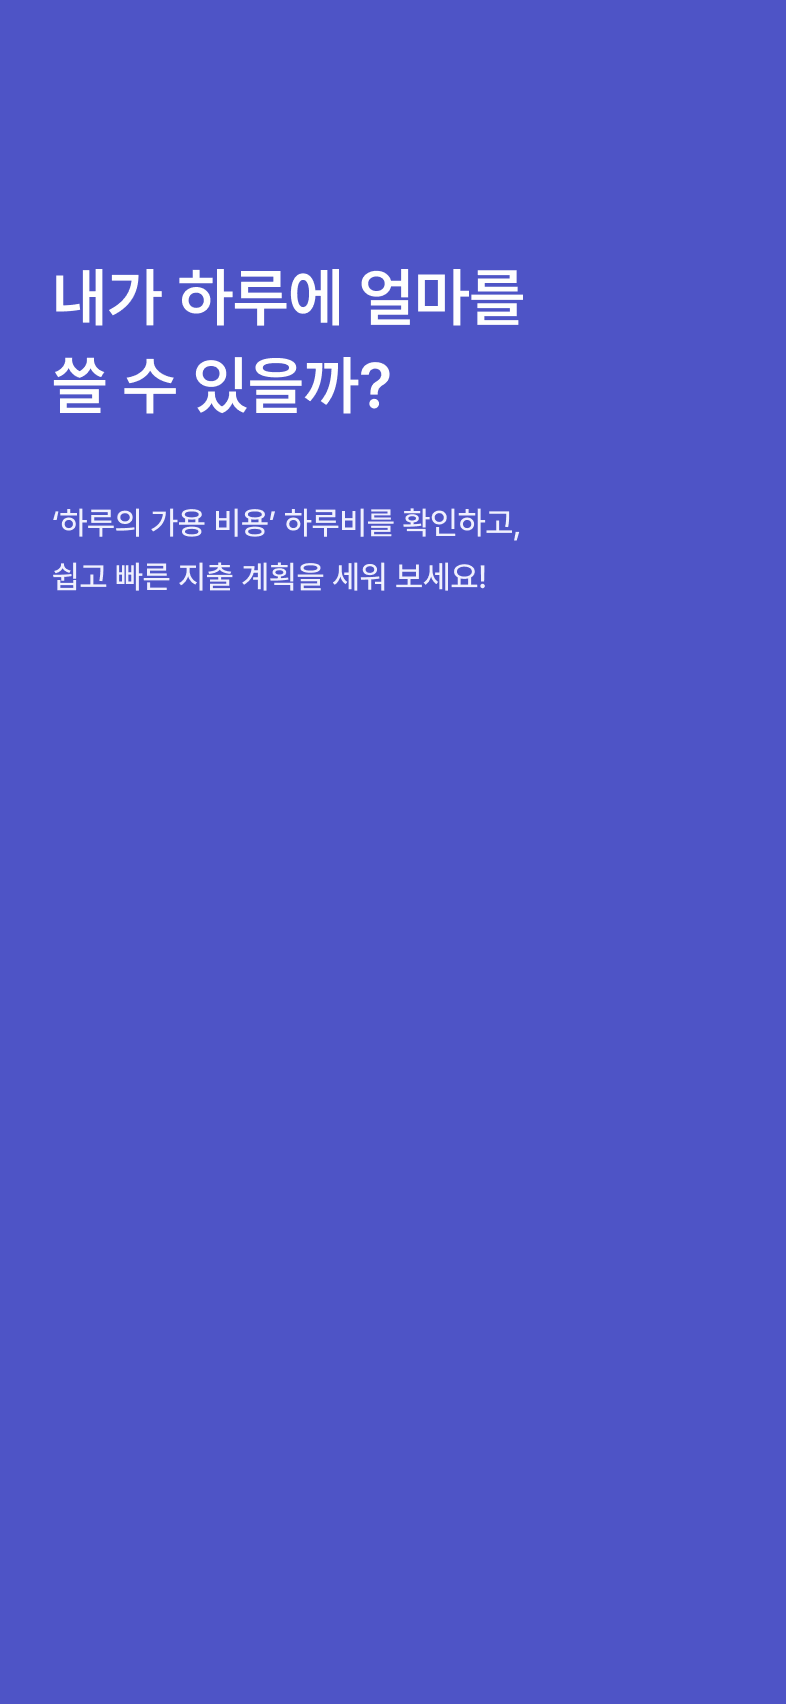 내가 하루에 얼마를
쓸 수 있을까?
‘하루의 가용 비용’ 하루비를 확인하고,
쉽고 빠른 지출 계획을 세워 보세요!